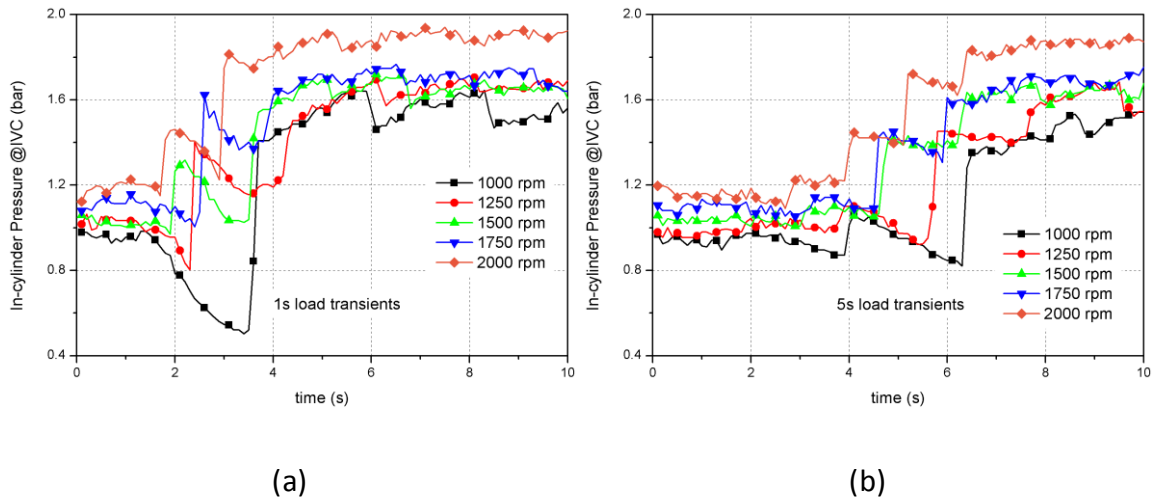 2.0
1.6
1.2
0.8
0.4
In-cylinder Pressure @IVC (bar)
1000 rpm
1250 rpm
1500 rpm
1750 rpm
2000 rpm
1s load transients
0 2 4 6 8 10
time (s)
(a)
2.0
1.6
1.2
0.8
0.4
In-cylinder Pressure @IVC (bar)
1000 rpm
1250 rpm
1500 rpm
1750 rpm
2000 rpm
5s load transients
0 2 4 6 8 10
time (s)
(b)